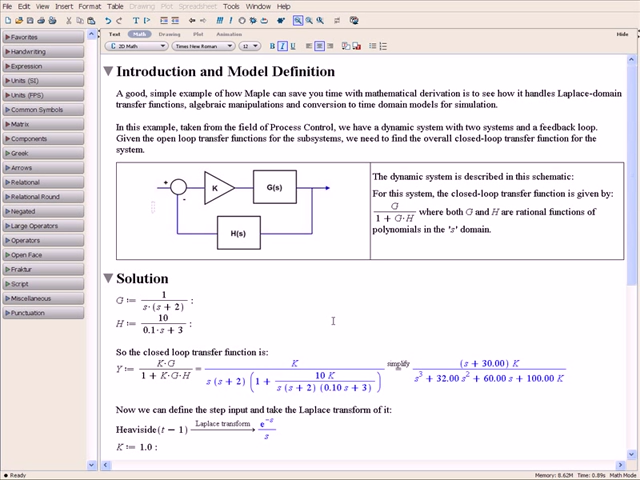 File Edit View Insert Format Table Drawing Plot Spreadsheet Tools Window Help
Text Math Drawing Plot Animation Hide
2D Math Times New Roman 12 B I U
Favorites
Handwriting
Expression
Units (SI)
Units (FPS)
Common Symbols
Matrix
Components
Greek
Arrows
Relational
Relational Round
Negated
Large Operators
Operators
Open Face
Fraktur
Script
Miscellaneous
Punctuation
Introduction and Model Definition
A good, simple example of how Maple can save you time with mathematical derivation is to see how it handles Laplace-domain
transfer functions, algebraic manipulations and conversion to time domain models for simulation.
In this example, taken from the field of Process Control, we have a dynamic system with two systems and a feedback loop.
Given the open loop transfer functions for the subsystems, we need to find the overall closed-loop transfer function for the
system.
+ - K G(s) H(s)
The dynamic system is described in this schematic:
For this system, the closed-loop transfer function is given by:
G / (1 + G·H) where both G and H are rational functions of
polynomials in the 's' domain.
Solution
G := 1 / (s·(s + 2)) :
H := 10 / (0.1·s + 3) :
So the closed loop transfer function is:
Y := K·G / (1 + K·G·H) = K / (s (s + 2) (1 + 10 K / (s (s + 2) (0.10 s + 3)))) simplify = (s + 30.00) K / (s³ + 32.00 s² + 60.00 s + 100.00 K)
Now we can define the step input and take the Laplace transform of it:
Heaviside(t − 1) Laplace transform → e^−s / s
K := 1.0 :
Ready Memory: 8.62M Time: 0.89s Math Mode